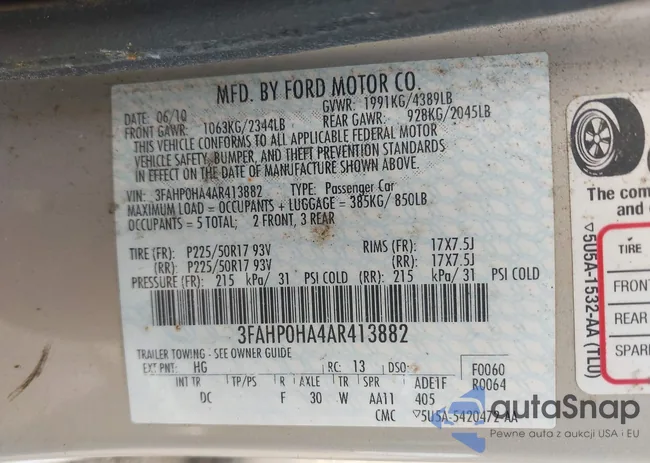 MFD. BY FORD MOTOR CO.
DATE: 06/10 GVWR: 1991KG/4389LB
FRONT GAWR: 1063KG/2344LB REAR GAWR: 928KG/2045LB
THIS VEHICLE CONFORMS TO ALL APPLICABLE FEDERAL MOTOR
VEHICLE SAFETY, BUMPER, AND THEFT PREVENTION STANDARDS
IN EFFECT ON THE DATE OF MANUFACTURE SHOWN ABOVE.
VIN: 3FAHP0HA4AR413882 TYPE: Passenger Car
MAXIMUM LOAD = OCCUPANTS + LUGGAGE = 385KG/ 850LB
OCCUPANTS = 5 TOTAL; 2 FRONT, 3 REAR
TIRE (FR): P225/50R17 93V RIMS (FR): 17X7.5J
(RR): P225/50R17 93V (RR): 17X7.5J
PRESSURE (FR): 215 kPa/ 31 PSI COLD (RR): 215 kPa/ 31 PSI COLD
3FAHP0HA4AR413882
TRAILER TOWING - SEE OWNER GUIDE
EXT PNT: HG RC: 13 DSO: F0060
R0064
INT TR TP/PS R AXLE TR SPR ADE1F
DC F 30 W AA11 405
CMC ▽5U5A-5420472-AA
The com
and
TIRE
FRONT
REAR
SPARE
▽5U5A-1532-AA (TLU)
autoSnap
Pewne auta z aukcji USA i EU